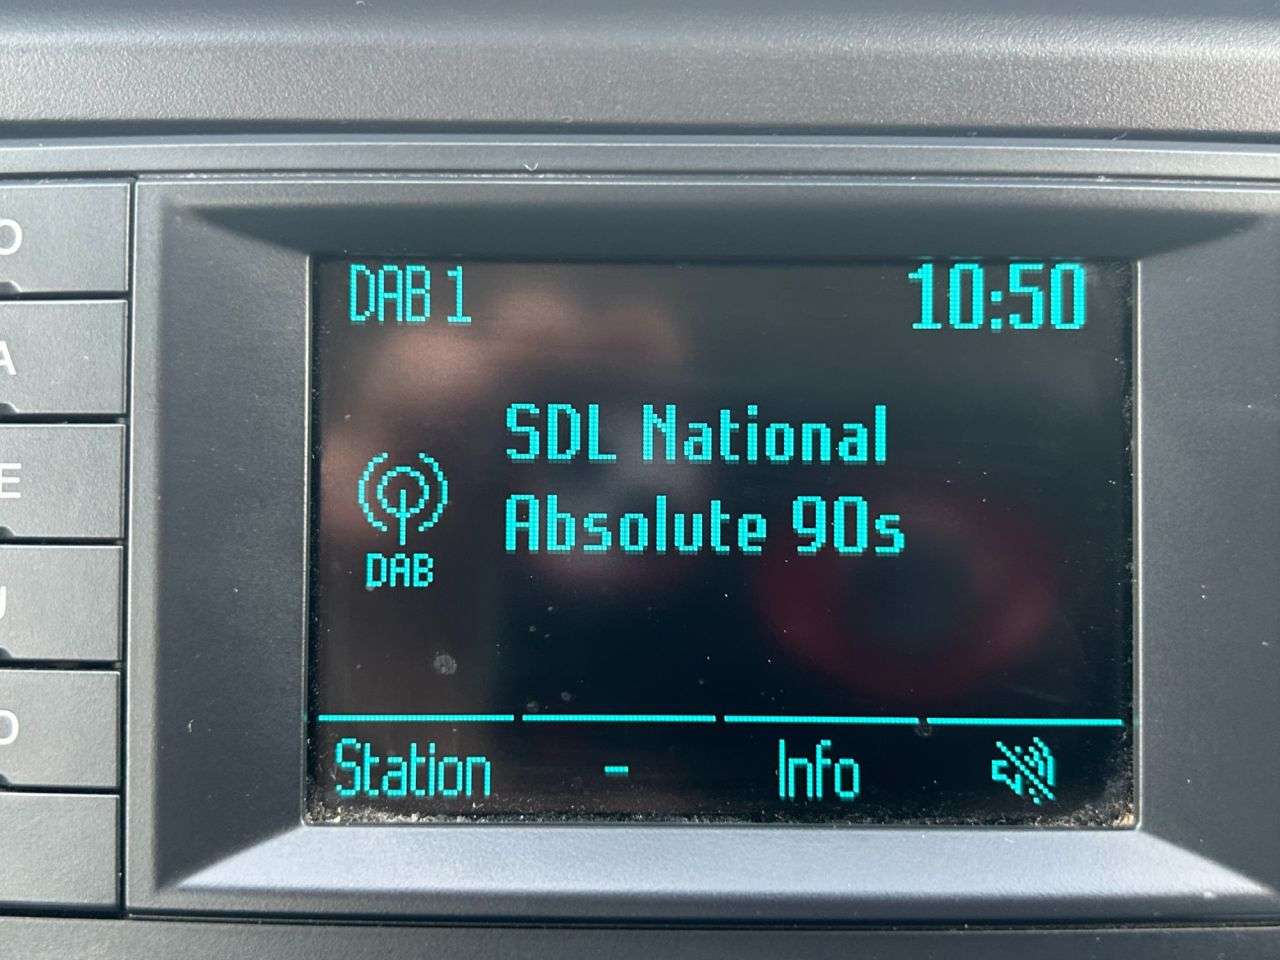 DAB 1
10:50
SDL National
Absolute 90s
DAB
Station
-
Info
O
A
E
U
D